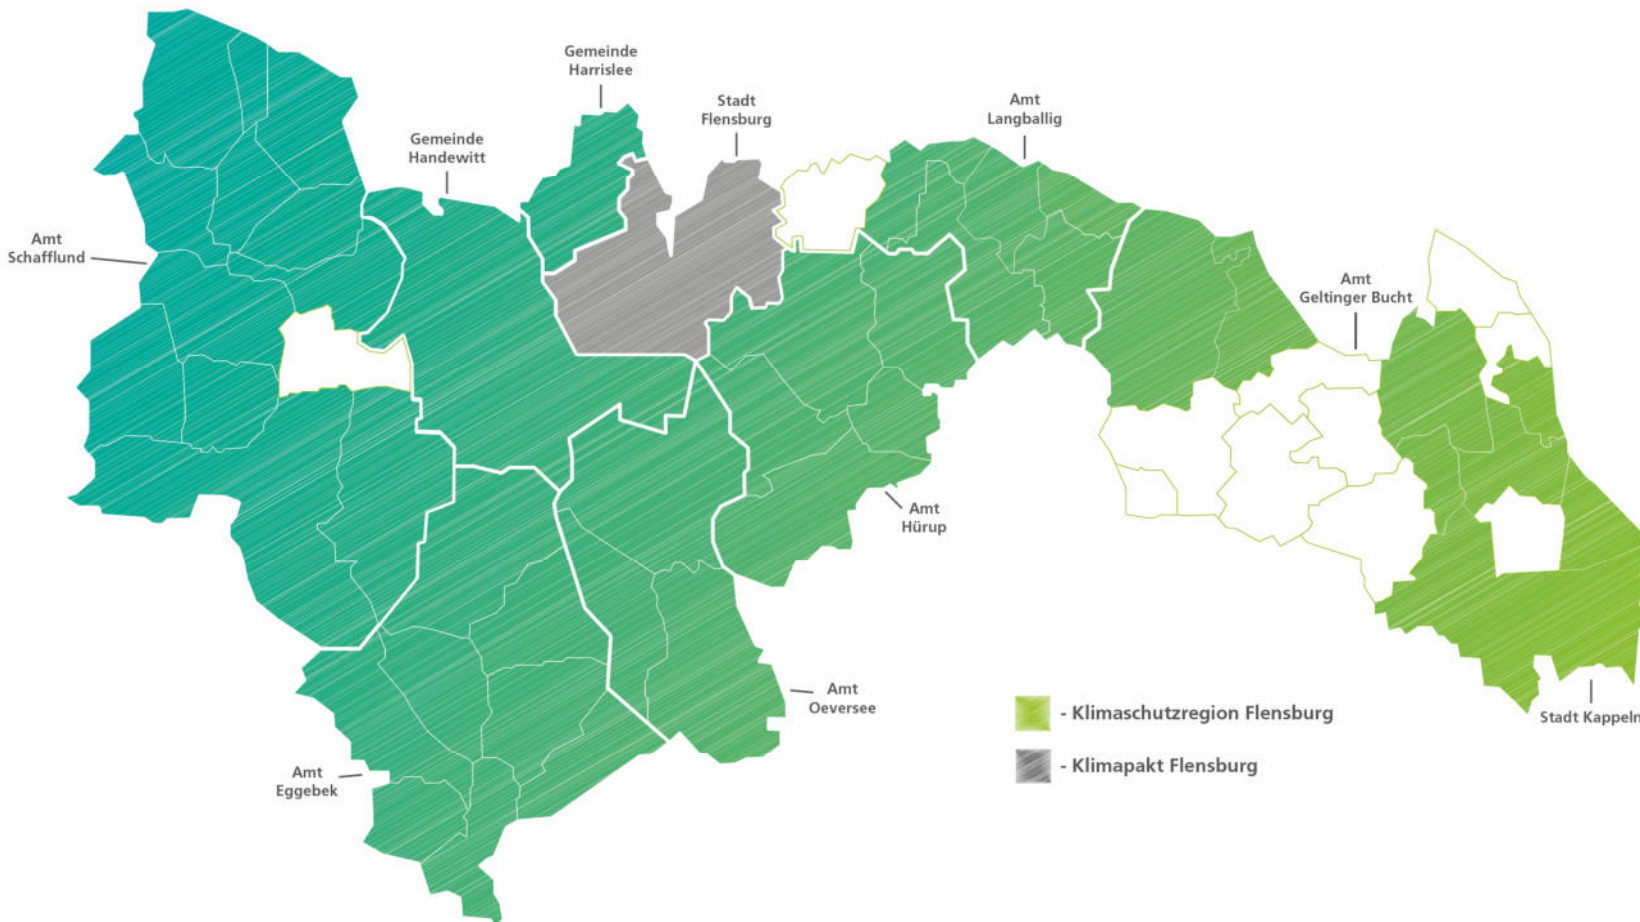 Gemeinde
Harrislee
Stadt
Flensburg
Amt
Langballig
Gemeinde
Handewitt
Amt
Schafflund
Amt
Geltinger Bucht
Amt
Hürup
Amt
Oeversee
- Klimaschutzregion Flensburg
Stadt Kappeln
- Klimapakt Flensburg
Amt
Eggebek